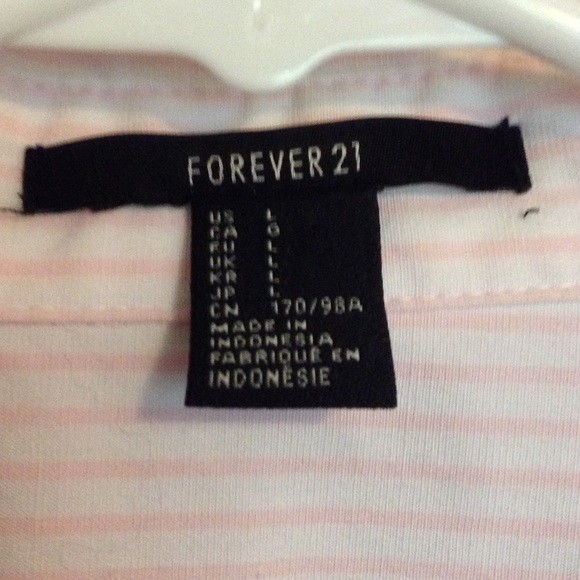 FOREVER 21
US L
CA G
EU L
UK L
KR L
JP L
CN 170/98A
MADE IN
INDONESIA
FABRIQUÉ EN
INDONÉSIE